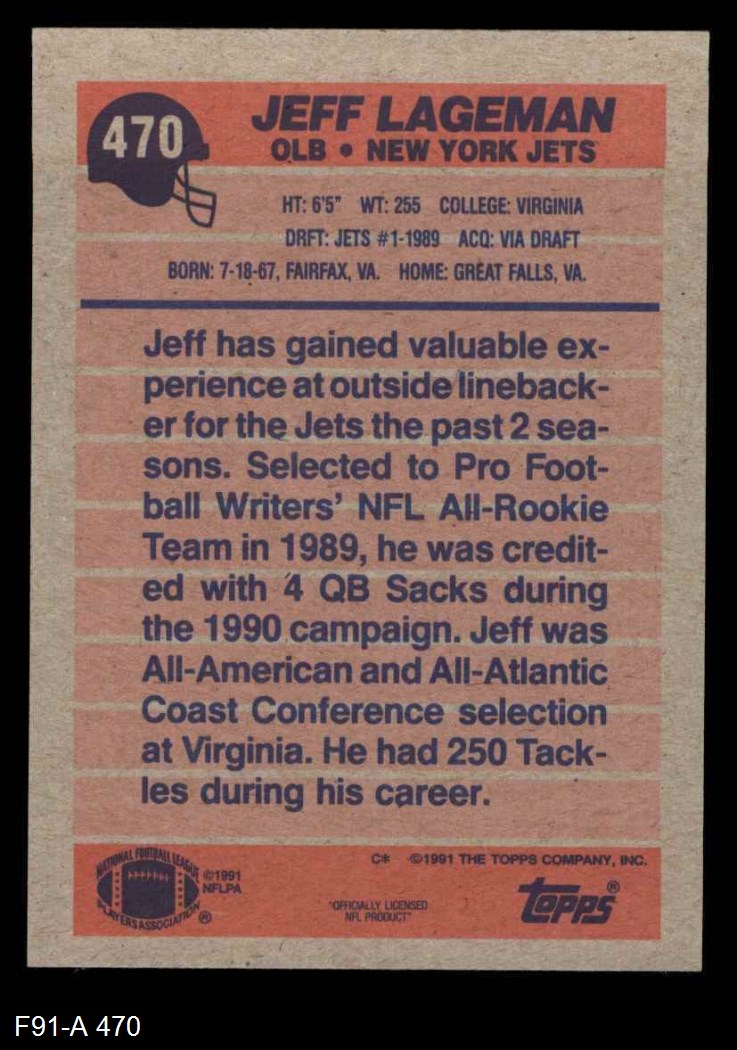 470
JEFF LAGEMAN
OLB • NEW YORK JETS
HT: 6'5" WT: 255 COLLEGE: VIRGINIA
DRFT: JETS #1-1989 ACQ: VIA DRAFT
BORN: 7-18-67, FAIRFAX, VA. HOME: GREAT FALLS, VA.
Jeff has gained valuable ex-
perience at outside lineback-
er for the Jets the past 2 sea-
sons. Selected to Pro Foot-
ball Writers' NFL All-Rookie
Team in 1989, he was credit-
ed with 4 QB Sacks during
the 1990 campaign. Jeff was
All-American and All-Atlantic
Coast Conference selection
at Virginia. He had 250 Tack-
les during his career.
NATIONAL FOOTBALL LEAGUE
PLAYERS ASSOCIATION ®
©1991
NFLPA
C* ©1991 THE TOPPS COMPANY, INC.
"OFFICIALLY LICENSED
NFL PRODUCT"
topps®
F91-A 470